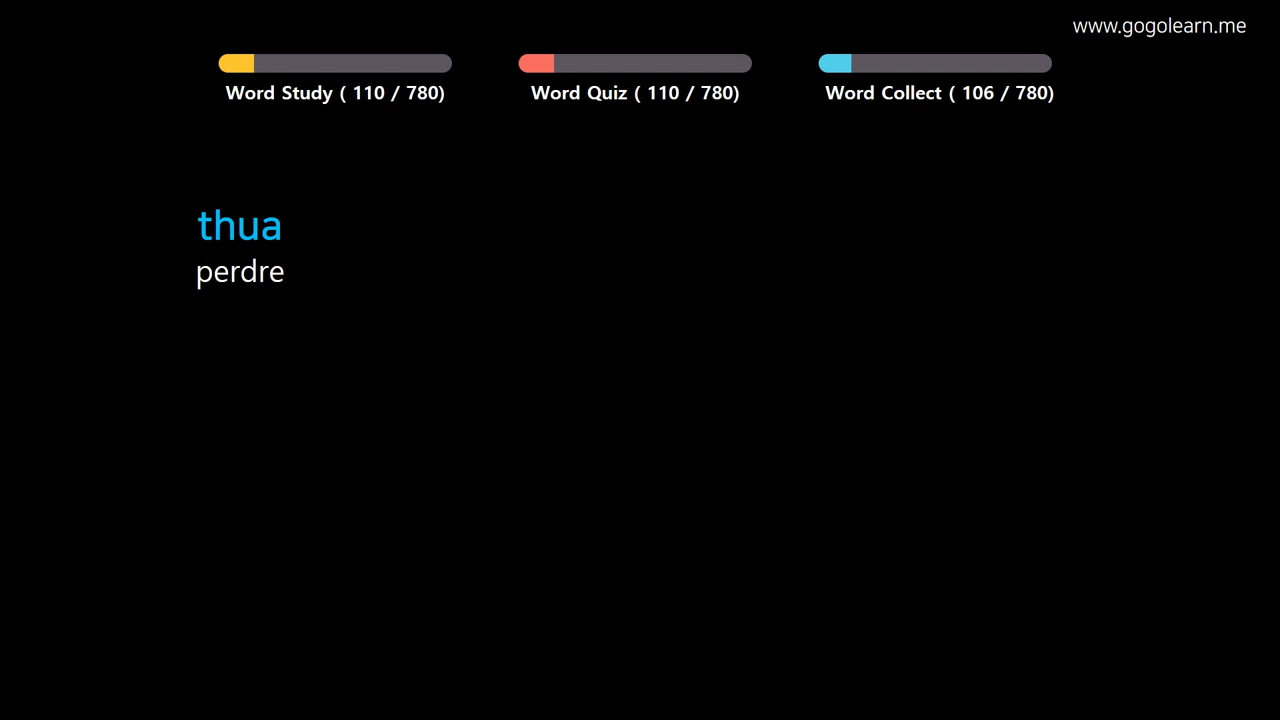 www.gogolearn.me
Word Study ( 110 / 780)
Word Quiz ( 110 / 780)
Word Collect ( 106 / 780)
thua
perdre